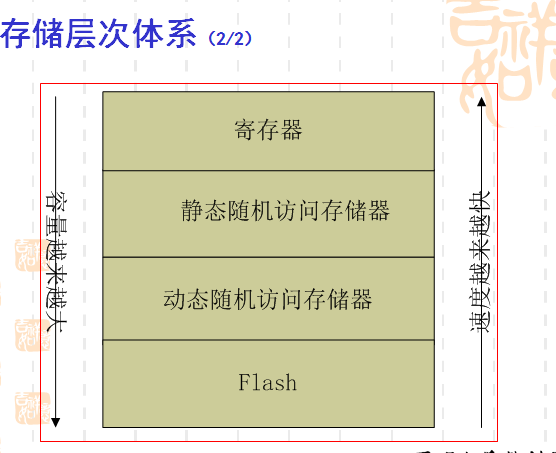 存储层次体系（2/2）
容量越来越大
寄存器
静态随机访问存储器
动态随机访问存储器
Flash
速度越来越快